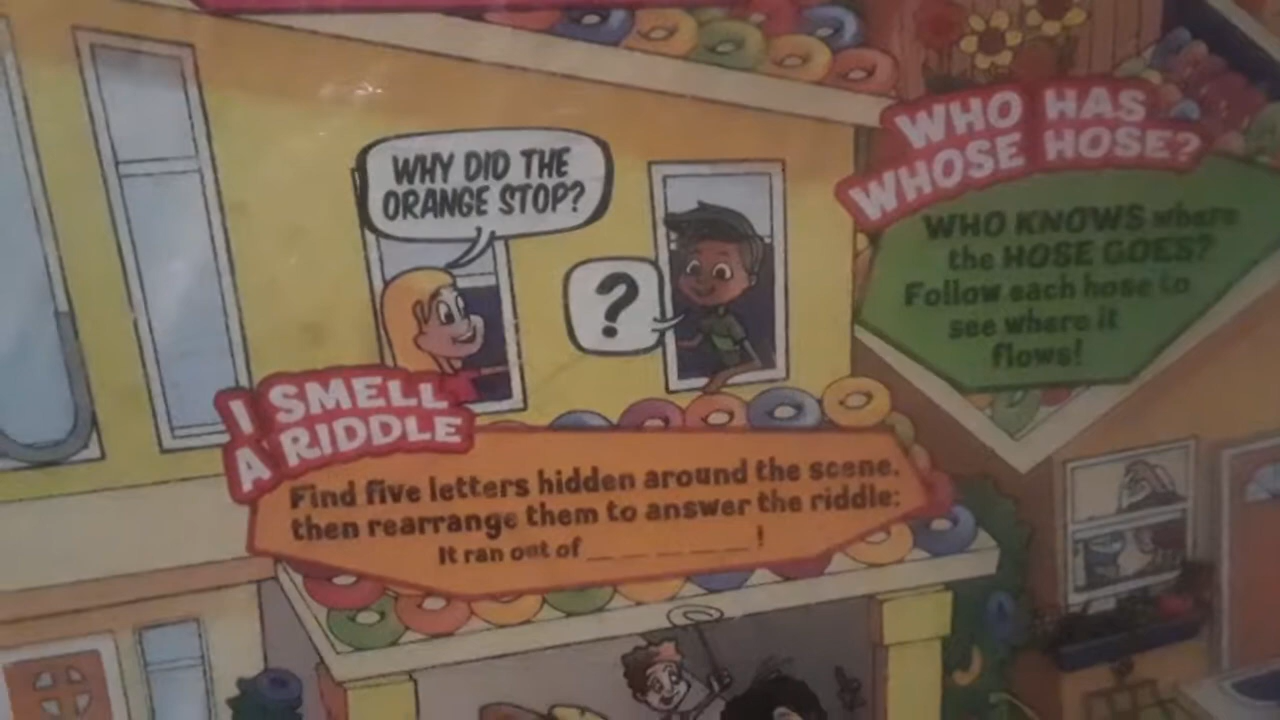 WHY DID THE
ORANGE STOP?
?
I SMELL
A RIDDLE
Find five letters hidden around the scene,
then rearrange them to answer the riddle:
It ran out of _ _ _ _ _ !
WHO HAS
WHOSE HOSE?
WHO KNOWS where
the HOSE GOES?
Follow each hose to
see where it
flows!